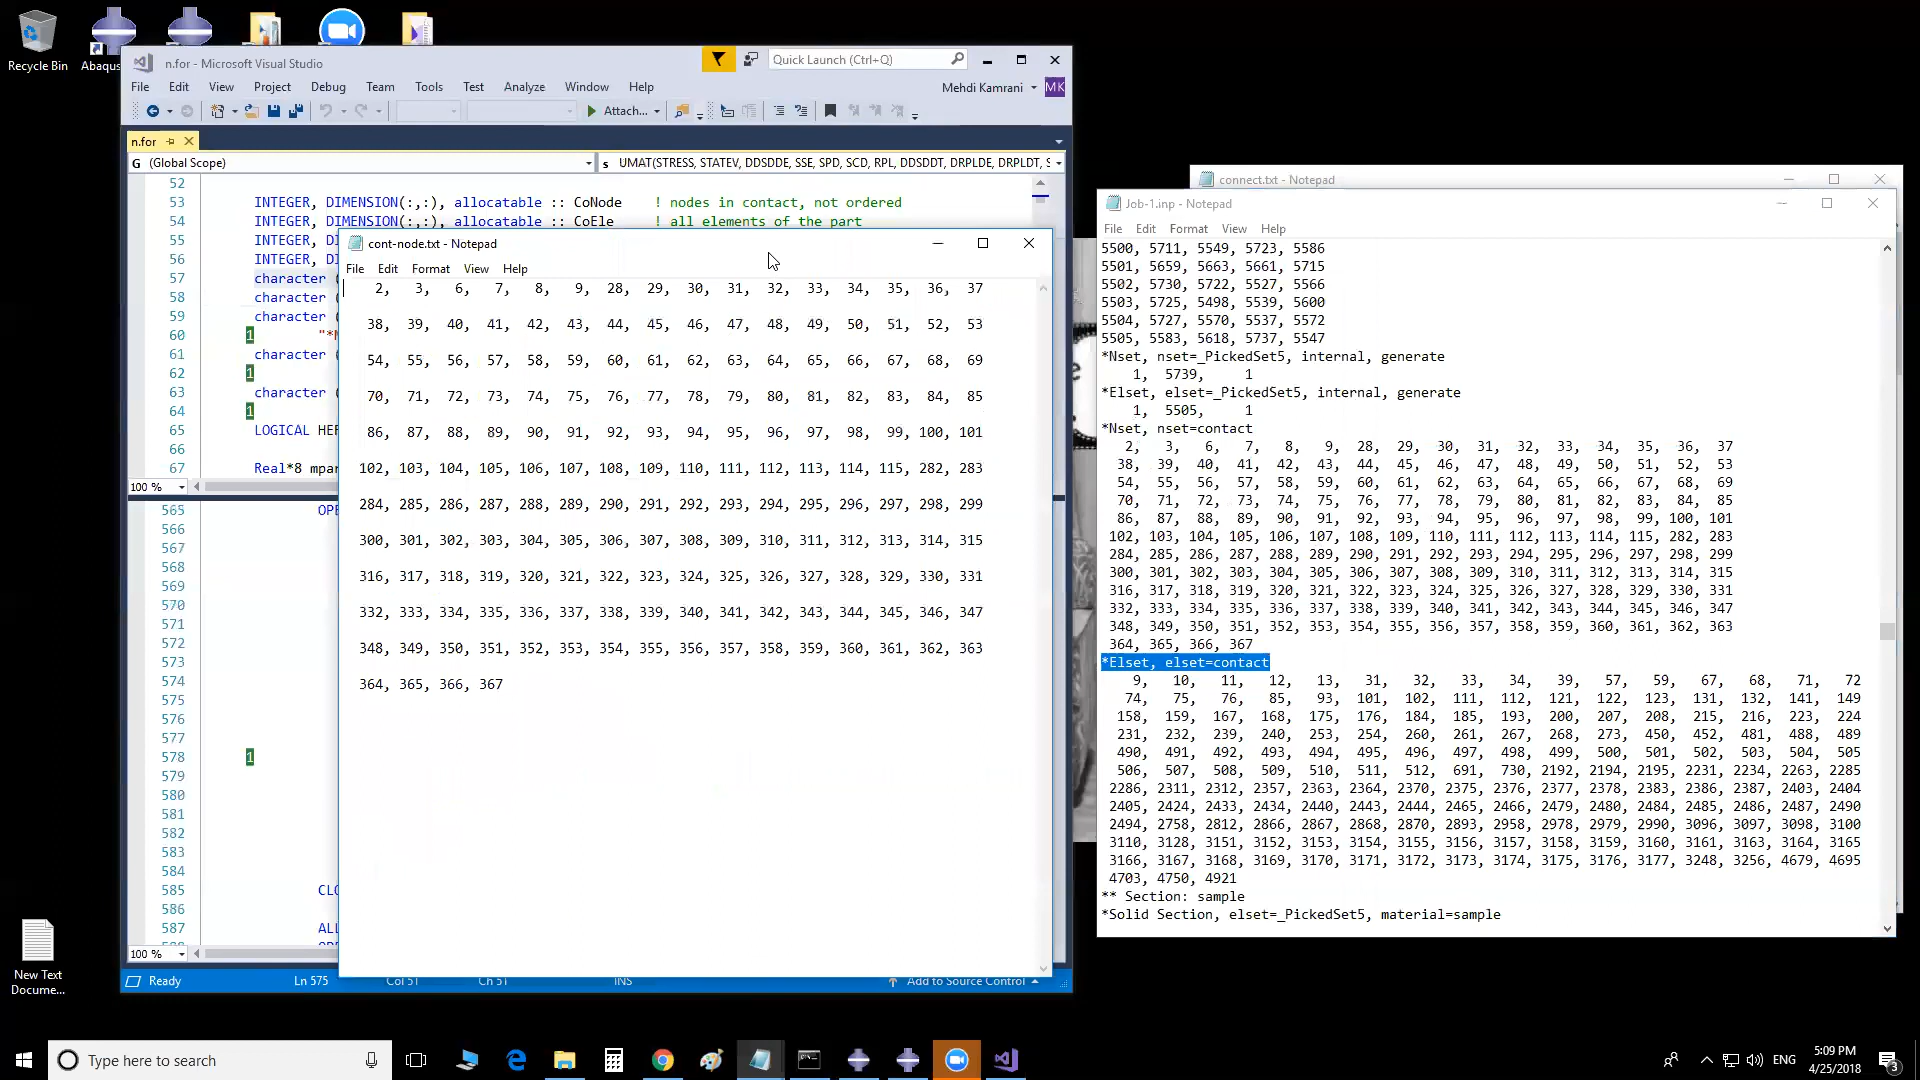 Recycle Bin
Abaqus
n.for - Microsoft Visual Studio
Quick Launch (Ctrl+Q)
File Edit View Project Debug Team Tools Test Analyze Window Help
Mehdi Kamrani
MK
Attach...
n.for
(Global Scope)
UMAT(STRESS, STATEV, DDSDDE, SSE, SPD, SCD, RPL, DDSDDT, DRPLDE, DRPLDT, S
52
53 INTEGER, DIMENSION(:,:), allocatable :: CoNode ! nodes in contact, not ordered
54 INTEGER, DIMENSION(:,:), allocatable :: CoEle ! all elements of the part
55 INTEGER, DI
56 INTEGER, DI
57 character (
58 character (
59 character (
60 1 "*N
61 character (
62 1
63 character (
64 1
65 LOGICAL HEF
66
67 Real*8 mpar
100 %
565 OPE
566
567
568
569
570
571
572
573
574
575
576
577
578 1
579
580
581
582
583
584
585 CLO
586
587 ALL
100 %
Ready
Ln 575
Col 51
Ch 51
INS
Add to Source Control
cont-node.txt - Notepad
File Edit Format View Help
2, 3, 6, 7, 8, 9, 28, 29, 30, 31, 32, 33, 34, 35, 36, 37
38, 39, 40, 41, 42, 43, 44, 45, 46, 47, 48, 49, 50, 51, 52, 53
54, 55, 56, 57, 58, 59, 60, 61, 62, 63, 64, 65, 66, 67, 68, 69
70, 71, 72, 73, 74, 75, 76, 77, 78, 79, 80, 81, 82, 83, 84, 85
86, 87, 88, 89, 90, 91, 92, 93, 94, 95, 96, 97, 98, 99, 100, 101
102, 103, 104, 105, 106, 107, 108, 109, 110, 111, 112, 113, 114, 115, 282, 283
284, 285, 286, 287, 288, 289, 290, 291, 292, 293, 294, 295, 296, 297, 298, 299
300, 301, 302, 303, 304, 305, 306, 307, 308, 309, 310, 311, 312, 313, 314, 315
316, 317, 318, 319, 320, 321, 322, 323, 324, 325, 326, 327, 328, 329, 330, 331
332, 333, 334, 335, 336, 337, 338, 339, 340, 341, 342, 343, 344, 345, 346, 347
348, 349, 350, 351, 352, 353, 354, 355, 356, 357, 358, 359, 360, 361, 362, 363
364, 365, 366, 367
connect.txt - Notepad
Job-1.inp - Notepad
File Edit Format View Help
5500, 5711, 5549, 5723, 5586
5501, 5659, 5663, 5661, 5715
5502, 5730, 5722, 5527, 5566
5503, 5725, 5498, 5539, 5600
5504, 5727, 5570, 5537, 5572
5505, 5583, 5618, 5737, 5547
*Nset, nset=_PickedSet5, internal, generate
1, 5739, 1
*Elset, elset=_PickedSet5, internal, generate
1, 5505, 1
*Nset, nset=contact
2, 3, 6, 7, 8, 9, 28, 29, 30, 31, 32, 33, 34, 35, 36, 37
38, 39, 40, 41, 42, 43, 44, 45, 46, 47, 48, 49, 50, 51, 52, 53
54, 55, 56, 57, 58, 59, 60, 61, 62, 63, 64, 65, 66, 67, 68, 69
70, 71, 72, 73, 74, 75, 76, 77, 78, 79, 80, 81, 82, 83, 84, 85
86, 87, 88, 89, 90, 91, 92, 93, 94, 95, 96, 97, 98, 99, 100, 101
102, 103, 104, 105, 106, 107, 108, 109, 110, 111, 112, 113, 114, 115, 282, 283
284, 285, 286, 287, 288, 289, 290, 291, 292, 293, 294, 295, 296, 297, 298, 299
300, 301, 302, 303, 304, 305, 306, 307, 308, 309, 310, 311, 312, 313, 314, 315
316, 317, 318, 319, 320, 321, 322, 323, 324, 325, 326, 327, 328, 329, 330, 331
332, 333, 334, 335, 336, 337, 338, 339, 340, 341, 342, 343, 344, 345, 346, 347
348, 349, 350, 351, 352, 353, 354, 355, 356, 357, 358, 359, 360, 361, 362, 363
364, 365, 366, 367
*Elset, elset=contact
9, 10, 11, 12, 13, 31, 32, 33, 34, 39, 57, 59, 67, 68, 71, 72
74, 75, 76, 85, 93, 101, 102, 111, 112, 121, 122, 123, 131, 132, 141, 149
158, 159, 167, 168, 175, 176, 184, 185, 193, 200, 207, 208, 215, 216, 223, 224
231, 232, 239, 240, 253, 254, 260, 261, 267, 268, 273, 450, 452, 481, 488, 489
490, 491, 492, 493, 494, 495, 496, 497, 498, 499, 500, 501, 502, 503, 504, 505
506, 507, 508, 509, 510, 511, 512, 691, 730, 2192, 2194, 2195, 2231, 2234, 2263, 2285
2286, 2311, 2312, 2357, 2363, 2364, 2370, 2375, 2376, 2377, 2378, 2383, 2386, 2387, 2403, 2404
2405, 2424, 2433, 2434, 2440, 2443, 2444, 2465, 2466, 2479, 2480, 2484, 2485, 2486, 2487, 2490
2494, 2758, 2812, 2866, 2867, 2868, 2870, 2893, 2958, 2978, 2979, 2990, 3096, 3097, 3098, 3100
3110, 3128, 3151, 3152, 3153, 3154, 3155, 3156, 3157, 3158, 3159, 3160, 3161, 3163, 3164, 3165
3166, 3167, 3168, 3169, 3170, 3171, 3172, 3173, 3174, 3175, 3176, 3177, 3248, 3256, 4679, 4695
4703, 4750, 4921
** Section: sample
*Solid Section, elset=_PickedSet5, material=sample
New Text
Docume...
Type here to search
ENG
5:09 PM
4/25/2018
3